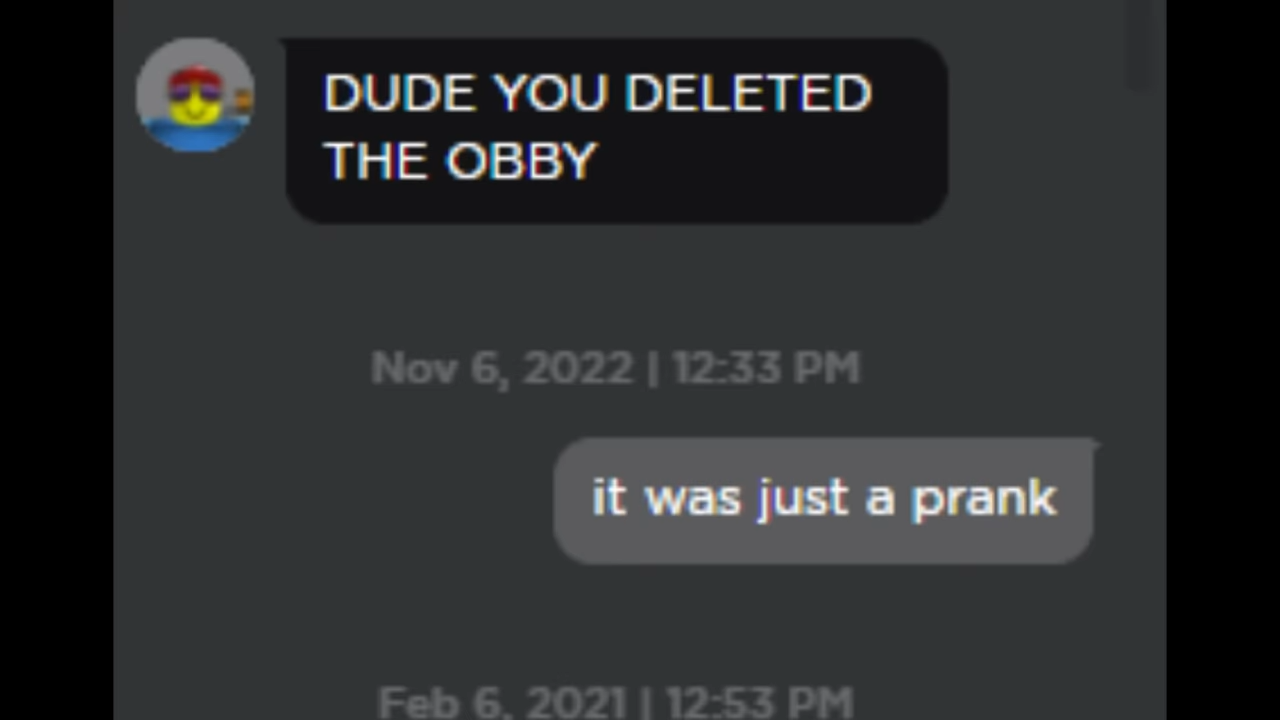 DUDE YOU DELETED
THE OBBY
Nov 6, 2022 | 12:33 PM
it was just a prank
Feb 6, 2021 | 12:53 PM